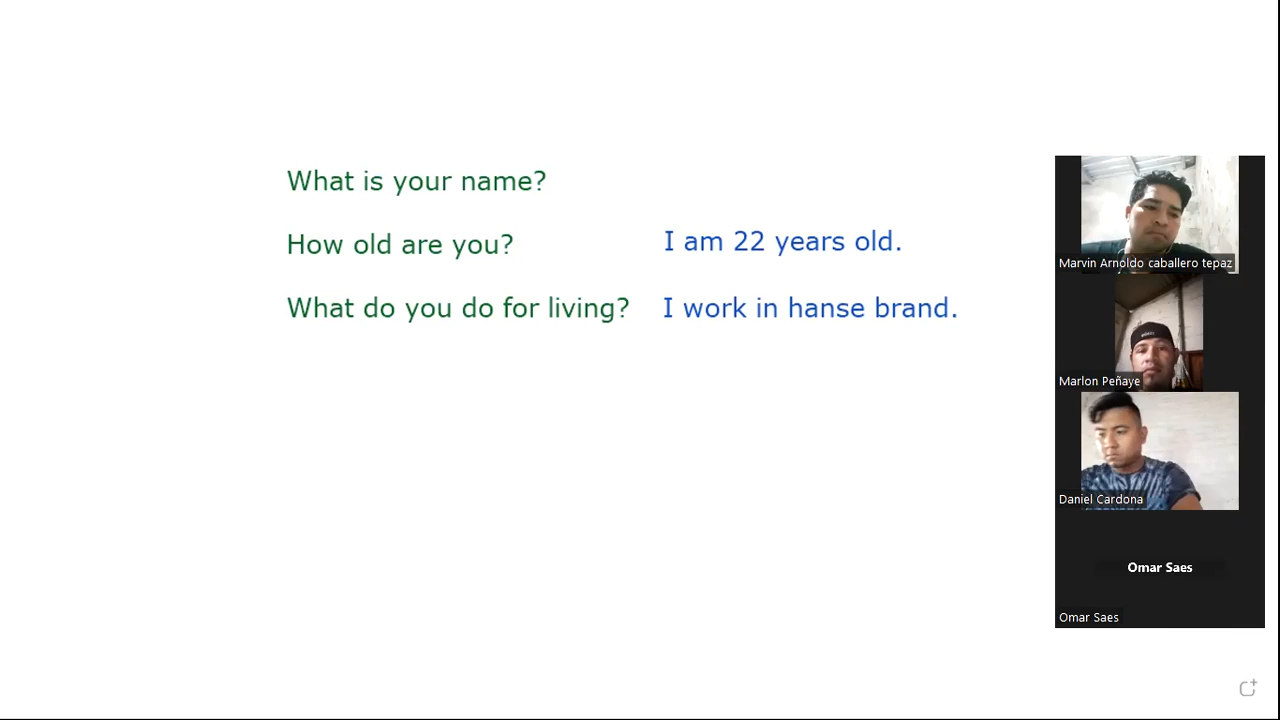 What is your name?
How old are you? I am 22 years old.
What do you do for living? I work in hanse brand.
Marvin Arnoldo caballero tepaz
Marlon Peñaye
Daniel Cardona
Omar Saes
Omar Saes